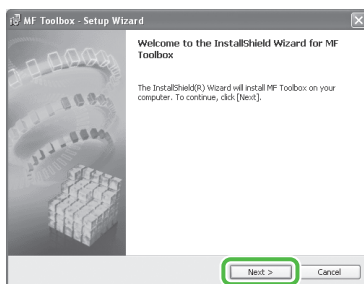 MF Toolbox - Setup Wizard
Welcome to the InstallShield Wizard for MF
Toolbox
The InstallShield(R) Wizard will install MF Toolbox on your
computer. To continue, click [Next].
Next >
Cancel